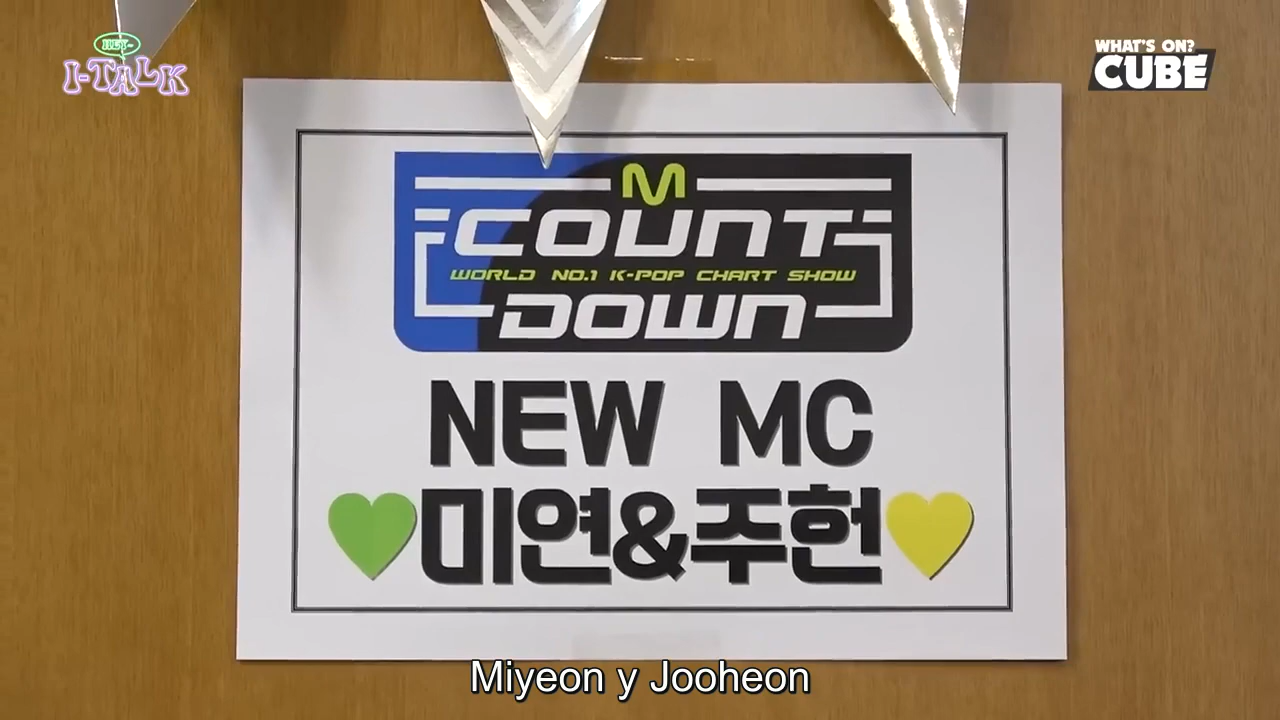 HEY~
I-TALK
WHAT'S ON?
CUBE
M
COUNT
WORLD NO.1 K-POP CHART SHOW
DOWN
NEW MC
미연&주헌
Miyeon y Jooheon